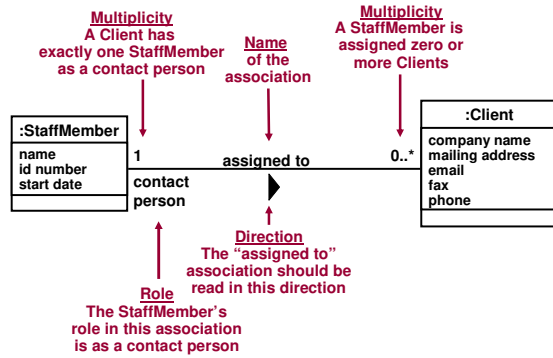 Multiplicity
A Client has
exactly one StaffMember
as a contact person
Name
of the
association
Multiplicity
A StaffMember is
assigned zero or
more Clients
:StaffMember
name
id number
start date
1
contact
person
assigned to
0..*
:Client
company name
mailing address
email
fax
phone
Role
The StaffMember's
role in this association
is as a contact person
Direction
The “assigned to”
association should be
read in this direction